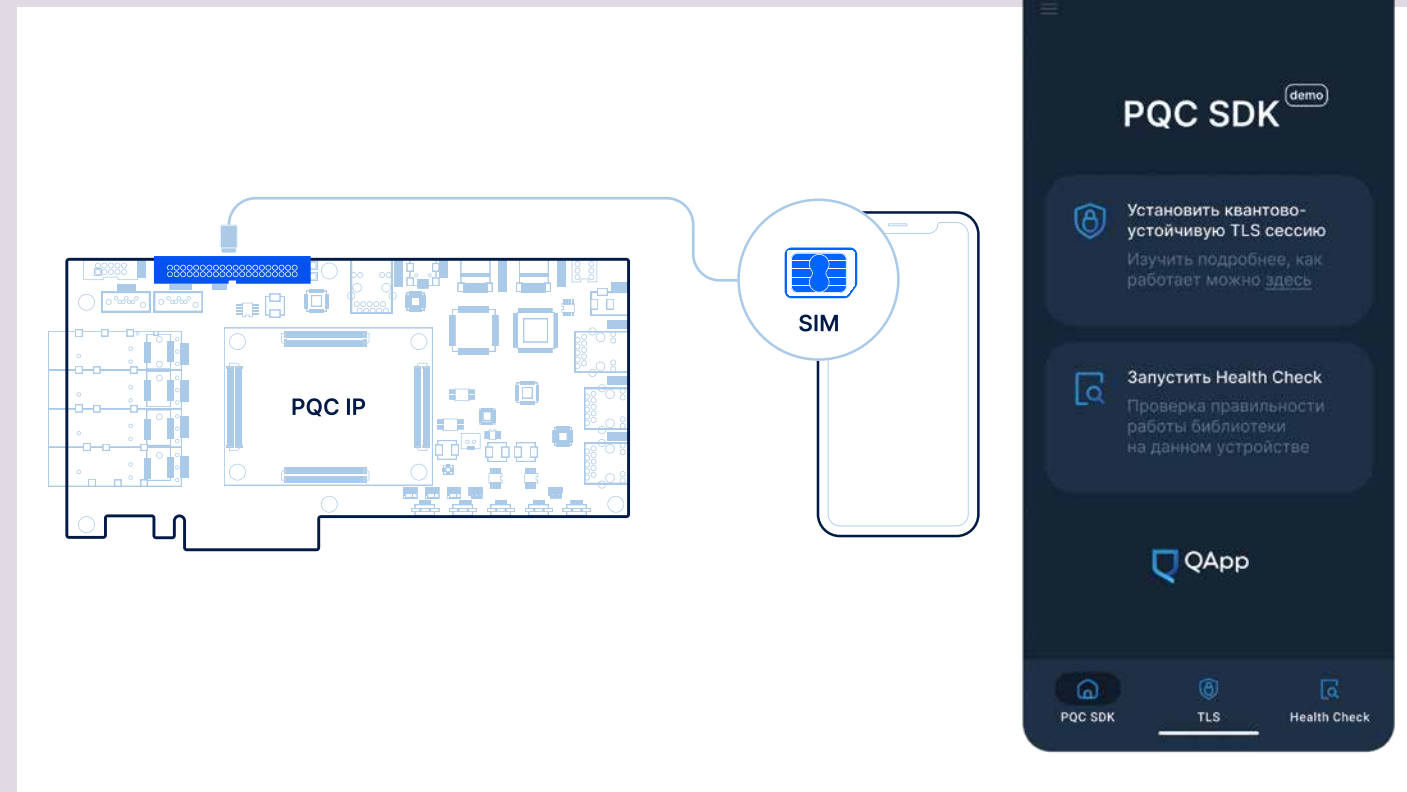 PQC IP
SIM
PQC SDK demo
Установить квантово-
устойчивую TLS сессию
Изучить подробнее, как
работает можно здесь
Запустить Health Check
Проверка правильности
работы библиотеки
на данном устройстве
QApp
PQC SDK
TLS
Health Check